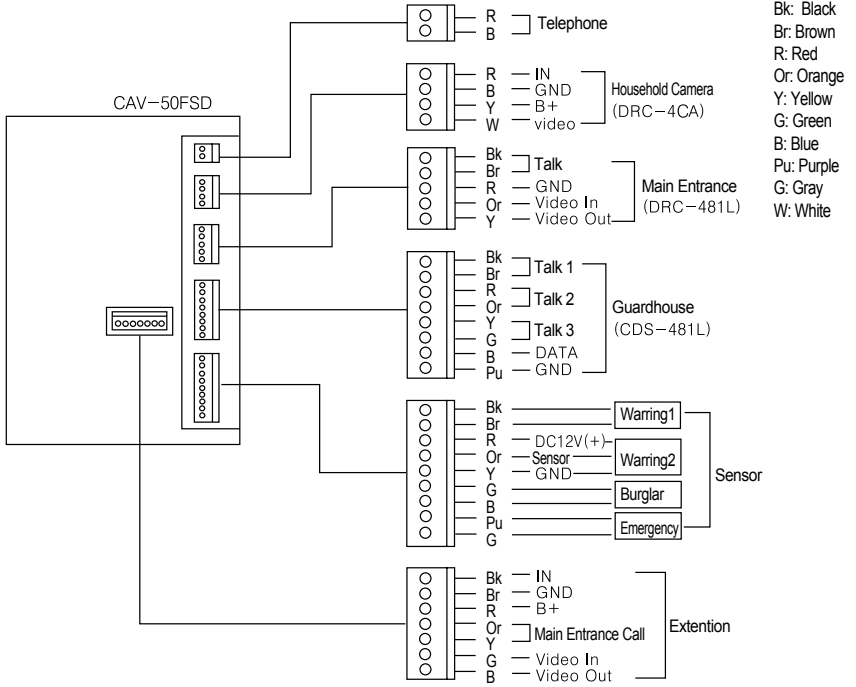 CAV-50FSD
R
B
Telephone
R IN
B GND
Y B+
W video
Household Camera
(DRC-4CA)
Bk
Br
Talk
R GND
Or Video In
Y Video Out
Main Entrance
(DRC-481L)
Bk
Br
Talk 1
R
Or
Talk 2
Y
G
Talk 3
B DATA
Pu GND
Guardhouse
(CDS-481L)
Bk
Br
Warring1
R DC12V(+)
Or Sensor
Y GND
Warring2
G
B
Burglar
Pu
G
Emergency
Sensor
Bk IN
Br GND
R B+
Or
Y
Main Entrance Call
G Video In
B Video Out
Extention
Bk: Black
Br: Brown
R: Red
Or: Orange
Y: Yellow
G: Green
B: Blue
Pu: Purple
G: Gray
W: White